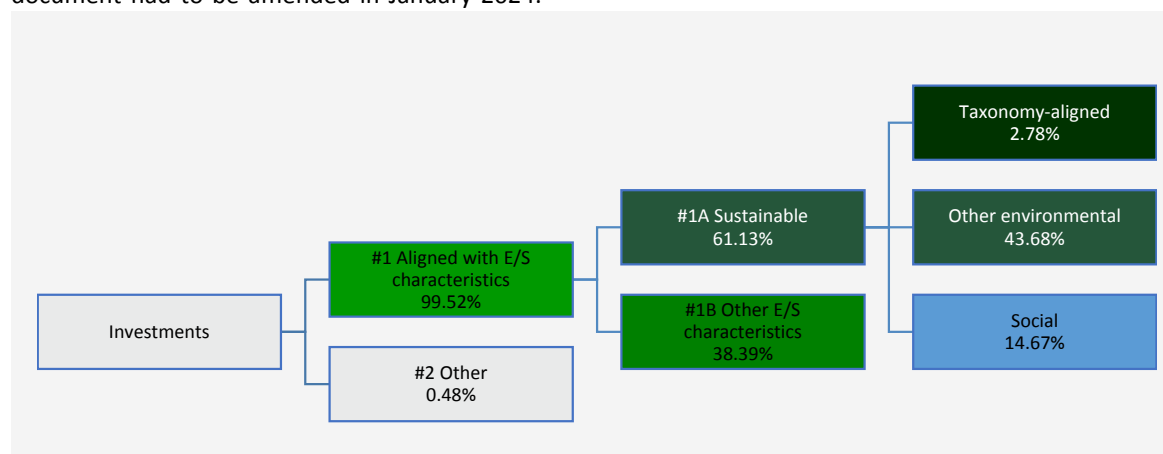 document had to be amended in January 2024.
Taxonomy-aligned
2.78%
#1A Sustainable
61.13%
Other environmental
43.68%
#1 Aligned with E/S
characteristics
99.52%
Investments
#1B Other E/S
characteristics
38.39%
Social
14.67%
#2 Other
0.48%